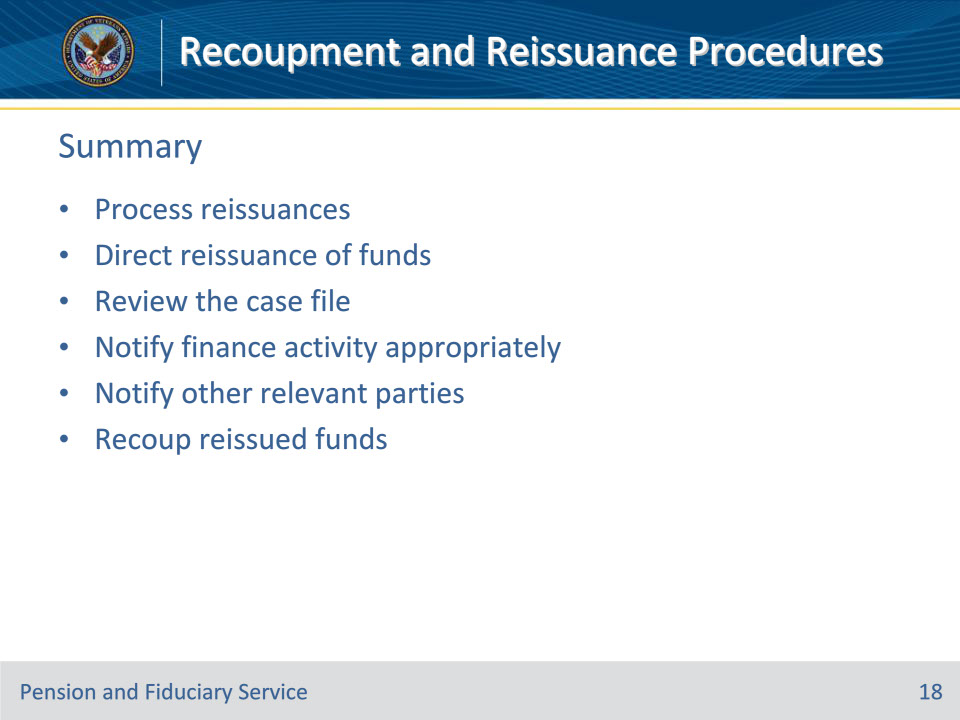 DEPARTMENT OF VETERANS AFFAIRS
UNITED STATES OF AMERICA
Recoupment and Reissuance Procedures
Summary
• Process reissuances
• Direct reissuance of funds
• Review the case file
• Notify finance activity appropriately
• Notify other relevant parties
• Recoup reissued funds
Pension and Fiduciary Service
18